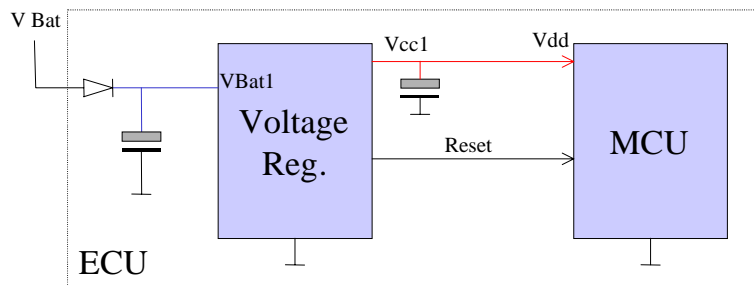 V Bat
Vcc1
Vdd
VBat1
Voltage
Reg.
Reset
MCU
ECU